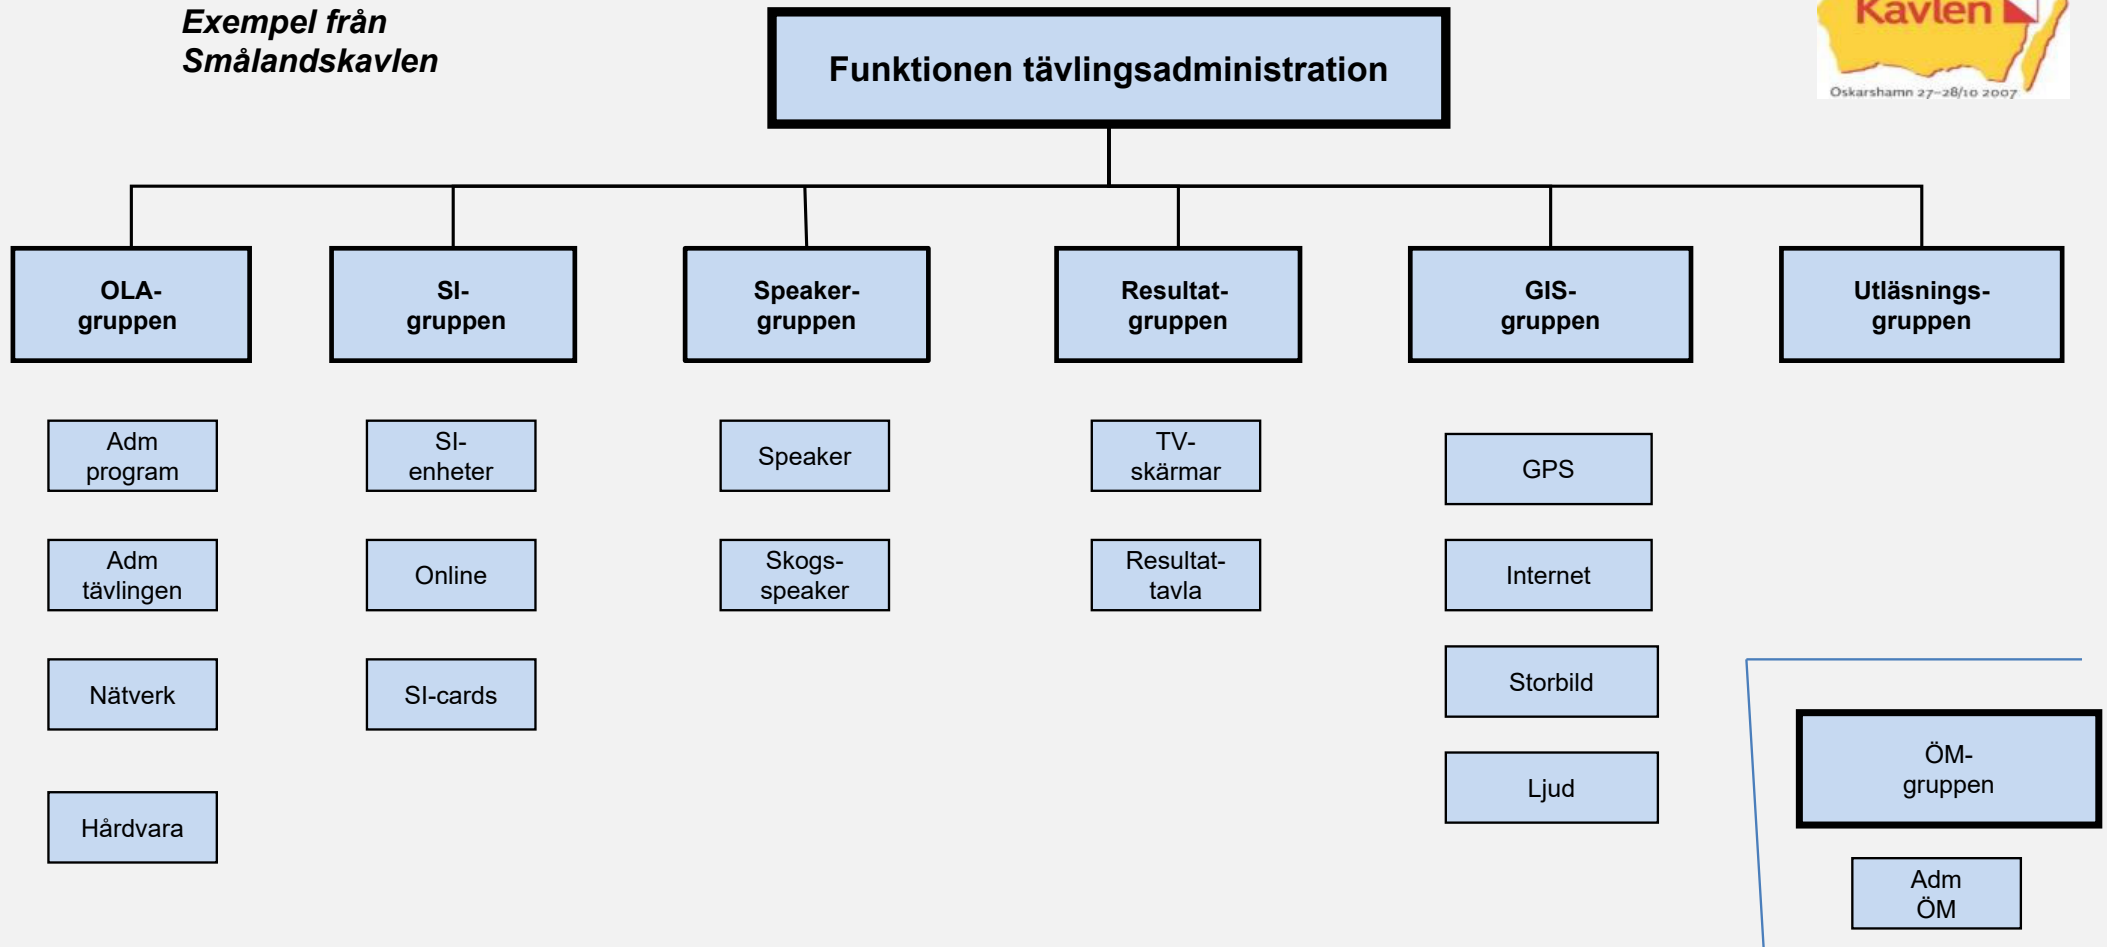 Exempel från
Smålandskavlen
Funktionen tävlingsadministration
Kavlen
Oskarshamn 27–28/10 2007
OLA-
gruppen
SI-
gruppen
Speaker-
gruppen
Resultat-
gruppen
GIS-
gruppen
Utläsnings-
gruppen
Adm
program
Adm
tävlingen
Nätverk
Hårdvara
SI-
enheter
Online
SI-cards
Speaker
Skogs-
speaker
TV-
skärmar
Resultat-
tavla
GPS
Internet
Storbild
Ljud
ÖM-
gruppen
Adm
ÖM